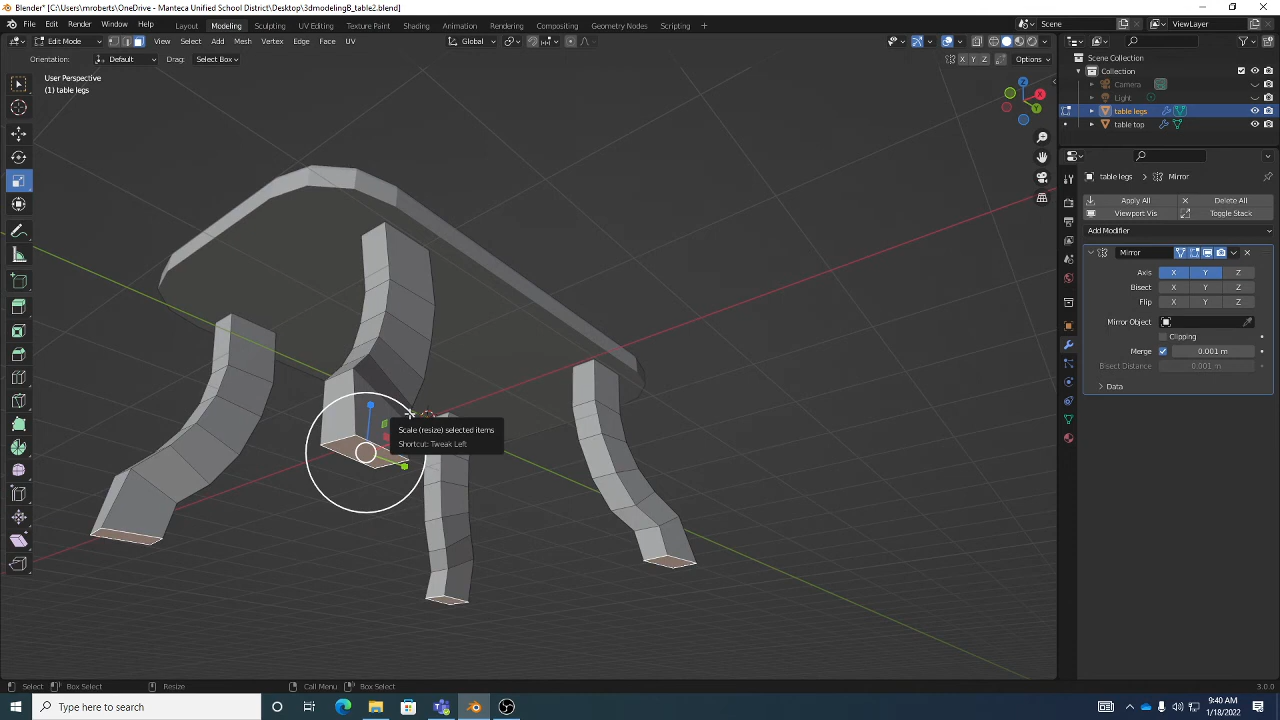 Blender* [C:\Users\mroberts\OneDrive - Manteca Unified School District\Desktop\3dmodelingB_table2.blend]
File Edit Render Window Help Layout Modeling Sculpting UV Editing Texture Paint Shading Animation Rendering Compositing Geometry Nodes Scripting + Scene ViewLayer
Edit Mode View Select Add Mesh Vertex Edge Face UV Global
Orientation: Default Drag: Select Box X Y Z Options
User Perspective
(1) table legs
Z
X
Y
Scale (resize) selected items
Shortcut: Tweak Left
Scene Collection
Collection
Camera
Light
table legs
table top
table legs > Mirror
Apply All Delete All
Viewport Vis Toggle Stack
Add Modifier
Mirror
Axis X Y Z
Bisect X Y Z
Flip X Y Z
Mirror Object
Clipping
Merge 0.001 m
Bisect Distance 0.001 m
Data
Select Box Select Resize Call Menu Box Select 3.0.0
Type here to search
9:40 AM
1/18/2022